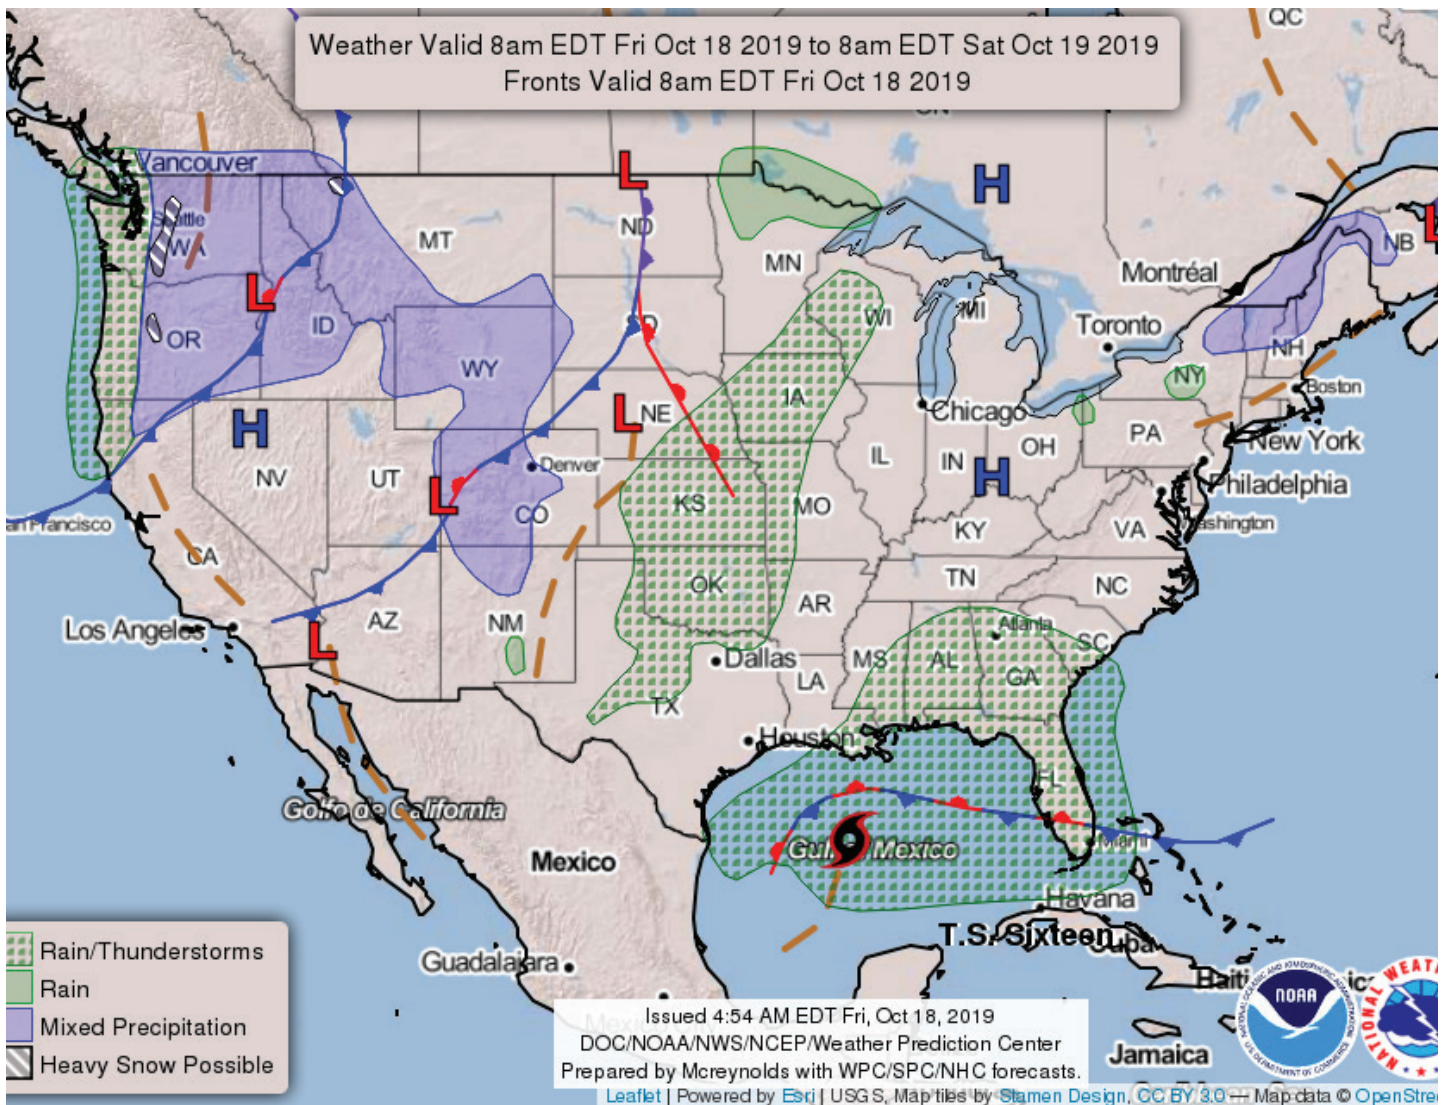 Weather Valid 8am EDT Fri Oct 18 2019 to 8am EDT Sat Oct 19 2019
Fronts Valid 8am EDT Fri Oct 18 2019
QC
Vancouver
L
H
Seattle
WA
MT
ND
MN
Montréal
NB
L
OR
ID
SD
WI
MI
Toronto
NH
WY
NY
Boston
H
L
NE
IA
Chicago
PA
New York
NV
UT
Denver
IL
IN
OH
H
Philadelphia
L
CO
KS
MO
KY
VA
Washington
San Francisco
CA
OK
TN
NC
Los Angeles
AZ
NM
AR
Atlanta
SC
L
Dallas
MS
AL
GA
LA
TX
Houston
FL
Golfo de California
Gulf of Mexico
Miami
Mexico
Havana
T.S. Sixteen
Cuba
Guadalajara
Haiti
Rain/Thunderstorms
Rain
Mixed Precipitation
Heavy Snow Possible
Mexico City
Issued 4:54 AM EDT Fri, Oct 18, 2019
DOC/NOAA/NWS/NCEP/Weather Prediction Center
Prepared by Mcreynolds with WPC/SPC/NHC forecasts.
Jamaica
NOAA
NATIONAL WEAT
Leaflet | Powered by Esri | USGS, Map tiles by Stamen Design, CC BY 3.0 — Map data © OpenStre